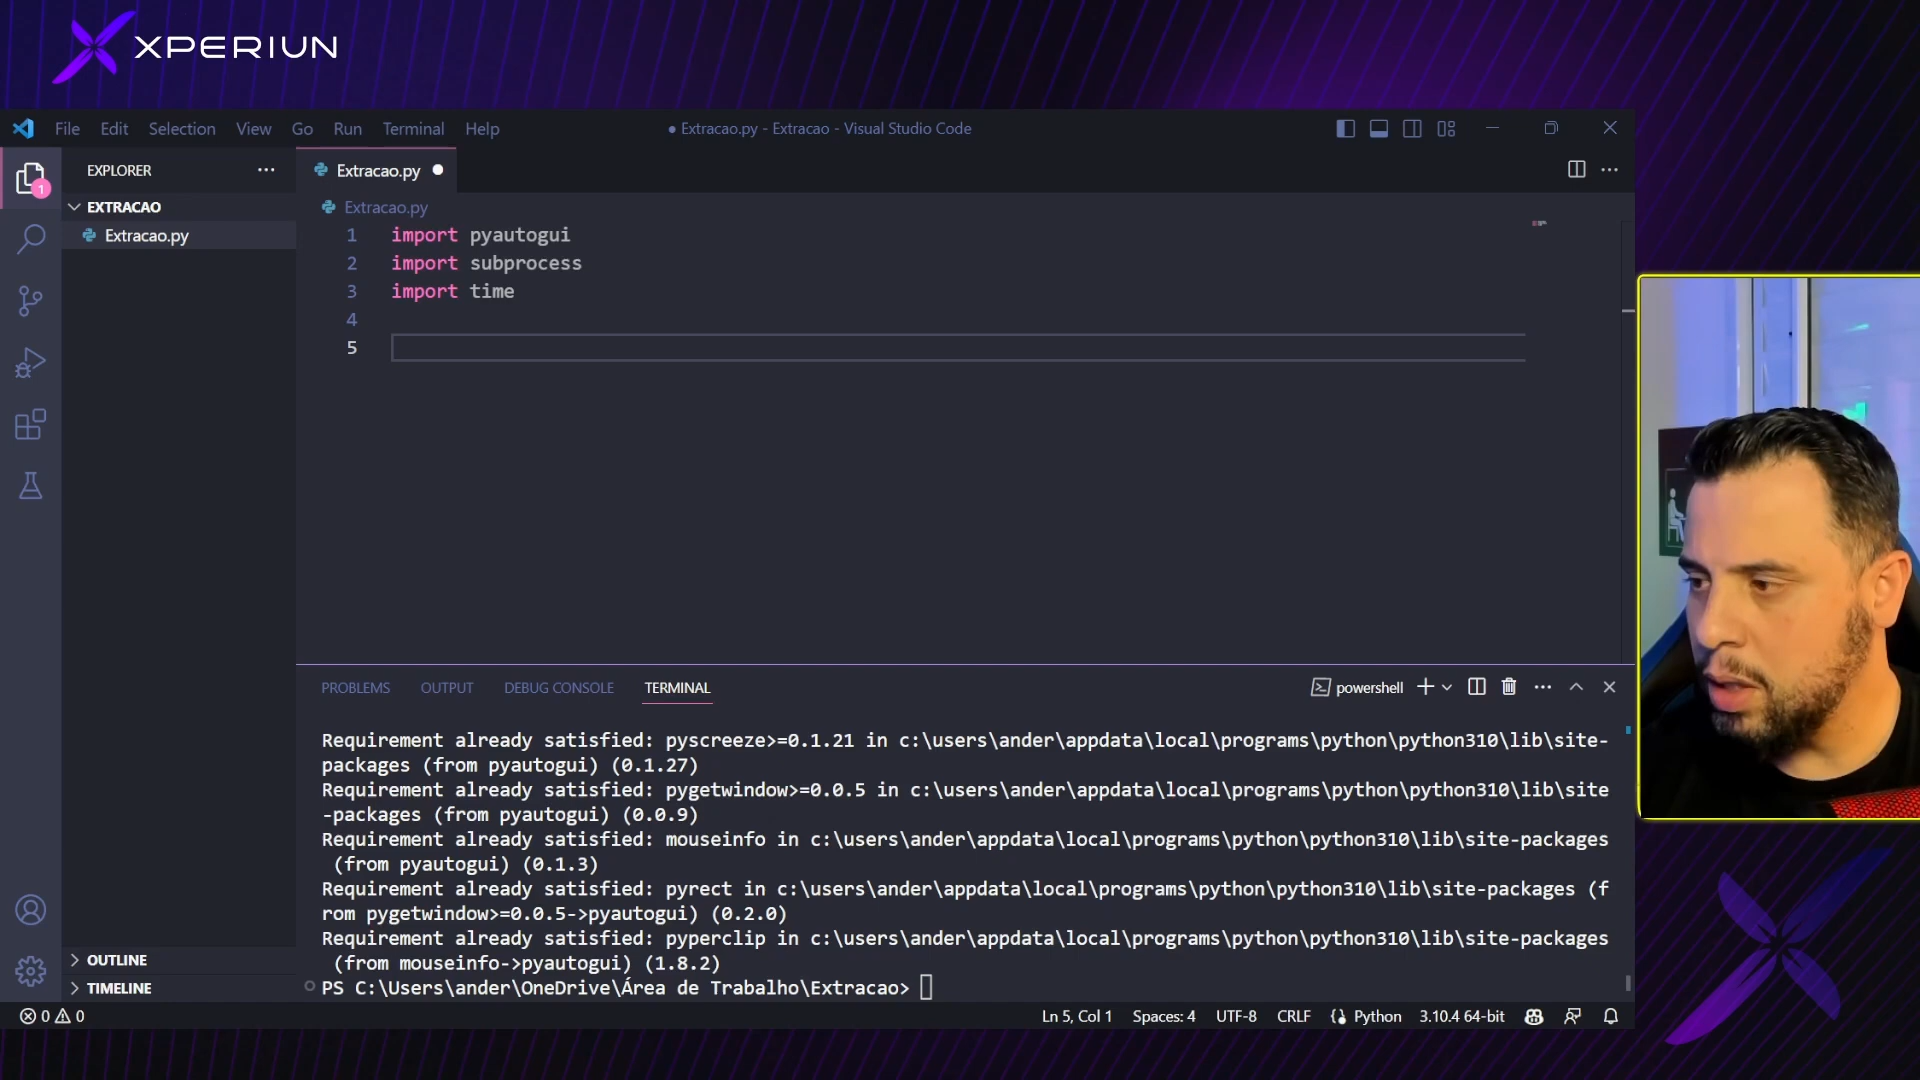 XPERIUN
File Edit Selection View Go Run Terminal Help
● Extracao.py - Extracao - Visual Studio Code
1
EXPLORER
EXTRACAO
Extracao.py
Extracao.py
Extracao.py
1 import pyautogui
2 import subprocess
3 import time
4
5
PROBLEMS OUTPUT DEBUG CONSOLE TERMINAL
powershell
Requirement already satisfied: pyscreeze>=0.1.21 in c:\users\ander\appdata\local\programs\python\python310\lib\site-
packages (from pyautogui) (0.1.27)
Requirement already satisfied: pygetwindow>=0.0.5 in c:\users\ander\appdata\local\programs\python\python310\lib\site
-packages (from pyautogui) (0.0.9)
Requirement already satisfied: mouseinfo in c:\users\ander\appdata\local\programs\python\python310\lib\site-packages
(from pyautogui) (0.1.3)
Requirement already satisfied: pyrect in c:\users\ander\appdata\local\programs\python\python310\lib\site-packages (f
rom pygetwindow>=0.0.5->pyautogui) (0.2.0)
Requirement already satisfied: pyperclip in c:\users\ander\appdata\local\programs\python\python310\lib\site-packages
(from mouseinfo->pyautogui) (1.8.2)
PS C:\Users\ander\OneDrive\Área de Trabalho\Extracao>
OUTLINE
TIMELINE
0 0
Ln 5, Col 1 Spaces: 4 UTF-8 CRLF Python 3.10.4 64-bit